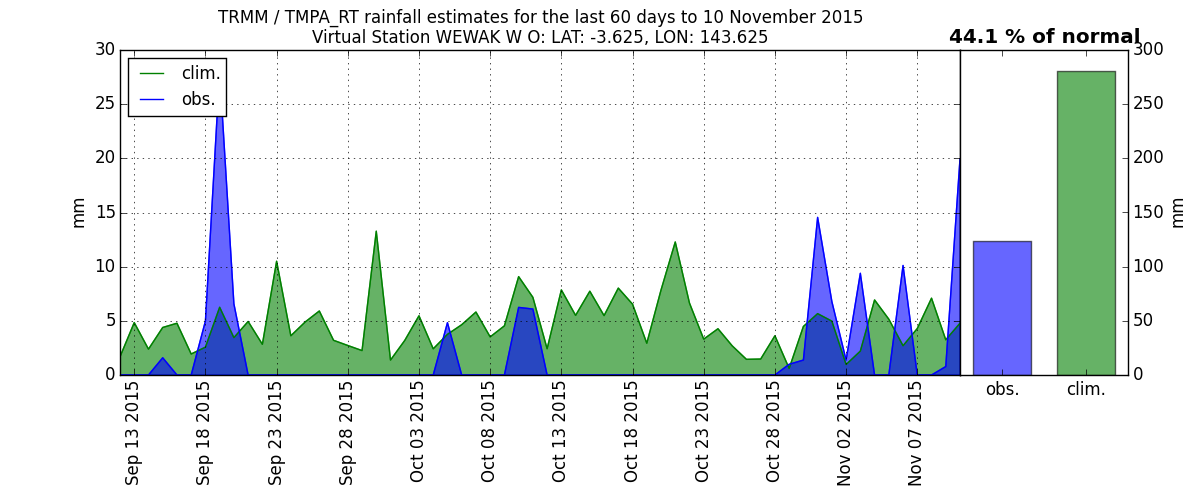 TRMM / TMPA_RT rainfall estimates for the last 60 days to 10 November 2015
Virtual Station WEWAK W O: LAT: -3.625, LON: 143.625
44.1 % of normal
clim.
obs.
30
25
20
15
10
5
0
mm
Sep 13 2015
Sep 18 2015
Sep 23 2015
Sep 28 2015
Oct 03 2015
Oct 08 2015
Oct 13 2015
Oct 18 2015
Oct 23 2015
Oct 28 2015
Nov 02 2015
Nov 07 2015
300
250
200
150
100
50
0
mm
obs.
clim.